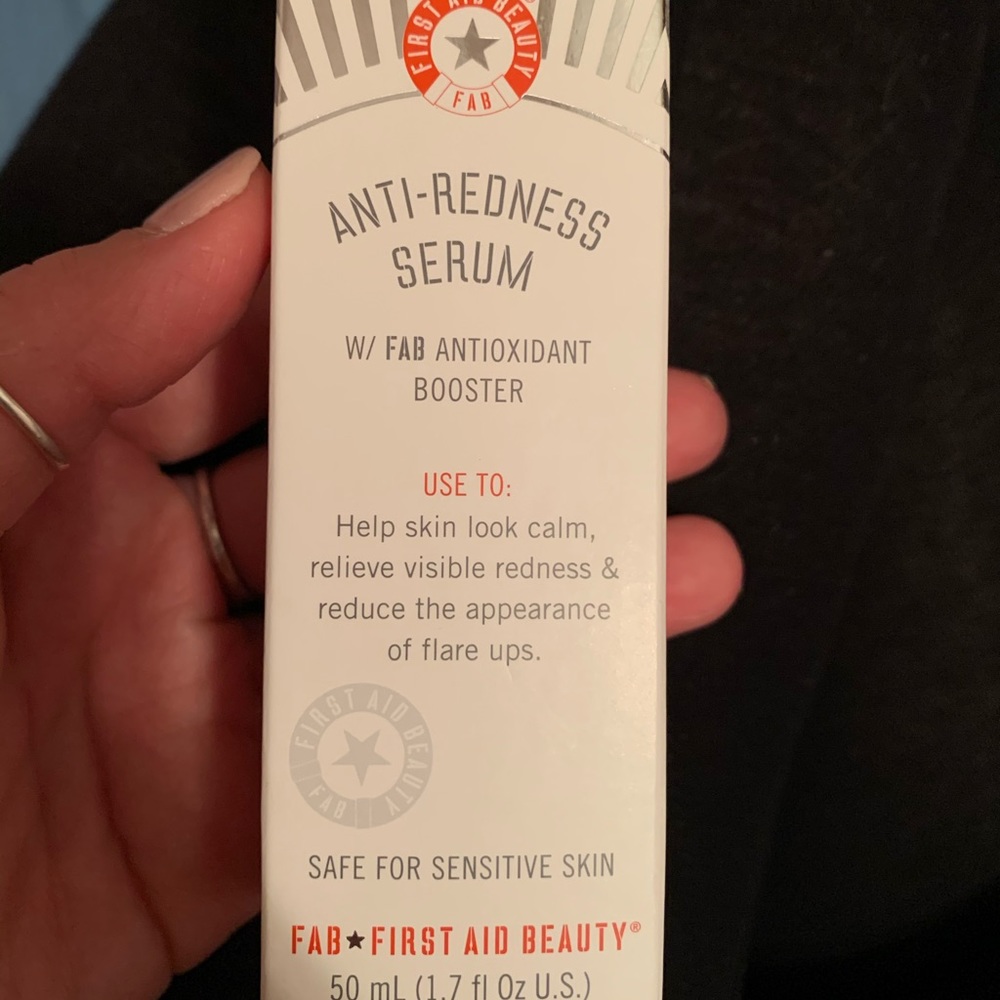 FIRST AID BEAUTY
FAB
ANTI-REDNESS
SERUM
W/ FAB ANTIOXIDANT
BOOSTER
USE TO:
Help skin look calm,
relieve visible redness &
reduce the appearance
of flare ups.
FIRST AID BEAUTY
FAB
SAFE FOR SENSITIVE SKIN
FAB★FIRST AID BEAUTY®
50 mL (1.7 fl Oz U.S.)